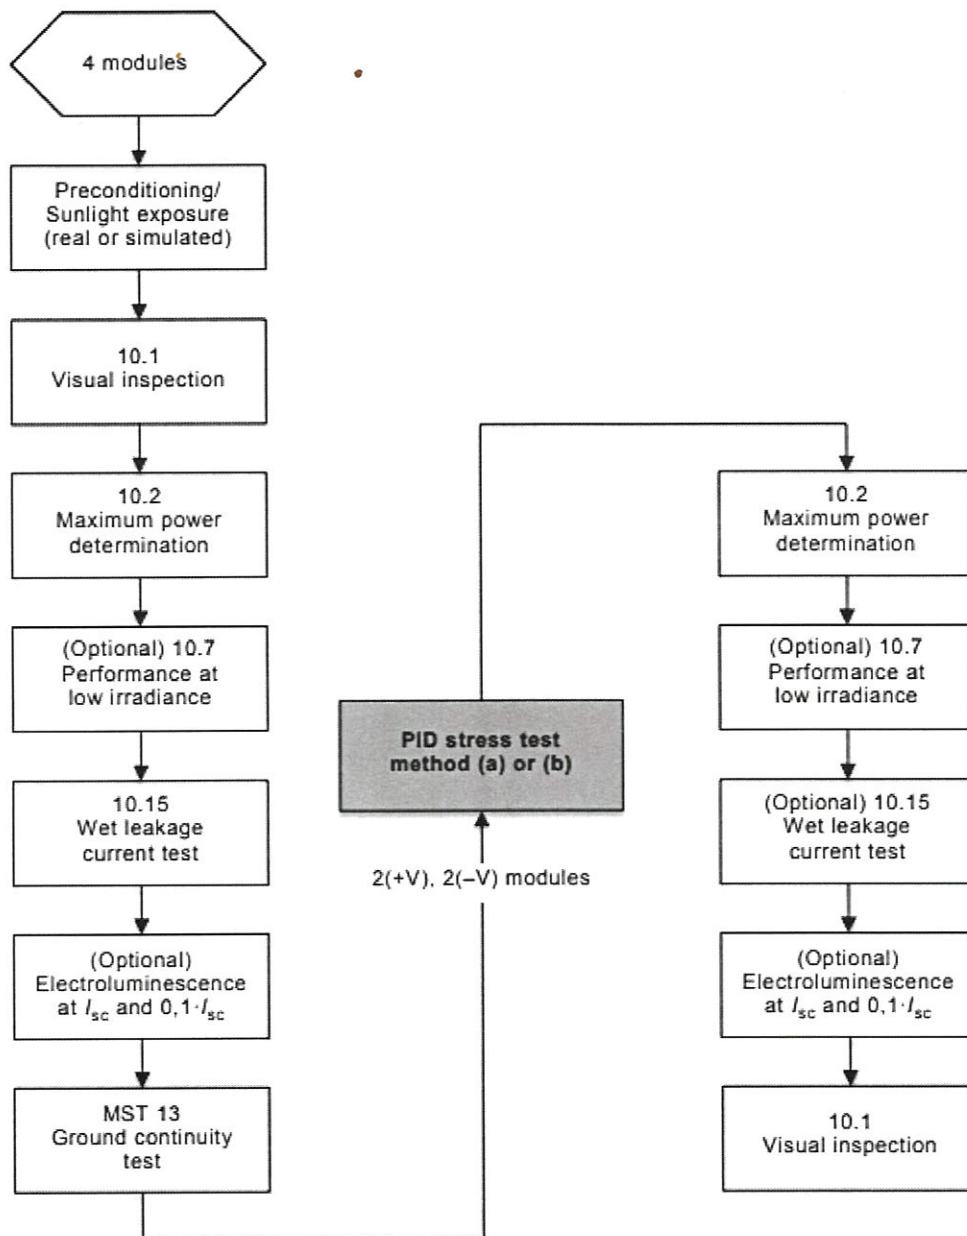 4 modules
Preconditioning/
Sunlight exposure
(real or simulated)
10.1
Visual inspection
10.2
Maximum power
determination
(Optional) 10.7
Performance at
low irradiance
10.15
Wet leakage
current test
(Optional)
Electroluminescence
at Isc and 0,1·Isc
MST 13
Ground continuity
test
2(+V), 2(–V) modules
PID stress test
method (a) or (b)
10.2
Maximum power
determination
(Optional) 10.7
Performance at
low irradiance
(Optional) 10.15
Wet leakage
current test
(Optional)
Electroluminescence
at Isc and 0,1·Isc
10.1
Visual inspection